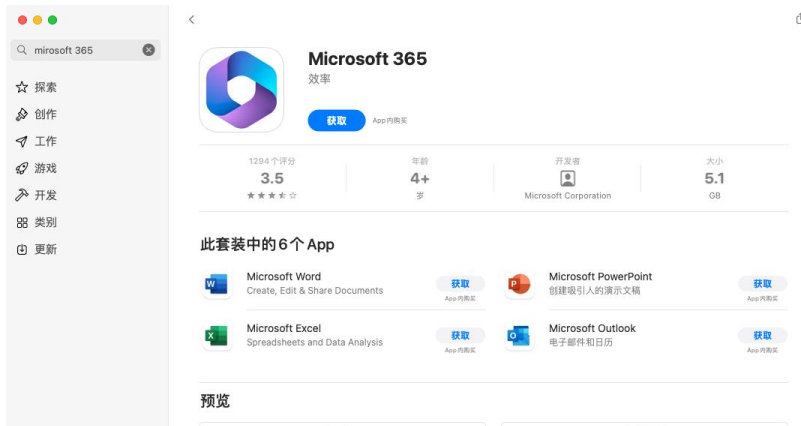 mirosoft 365
探索
创作
工作
游戏
开发
类别
更新
Microsoft 365
效率
获取 App内购买
1294个评分 年龄 开发者 大小
3.5 4+ 5.1
岁 Microsoft Corporation GB
此套装中的6个App
Microsoft Word
Create, Edit & Share Documents
获取
App内购买
Microsoft PowerPoint
创建吸引人的演示文稿
获取
App内购买
Microsoft Excel
Spreadsheets and Data Analysis
获取
App内购买
Microsoft Outlook
电子邮件和日历
获取
App内购买
预览